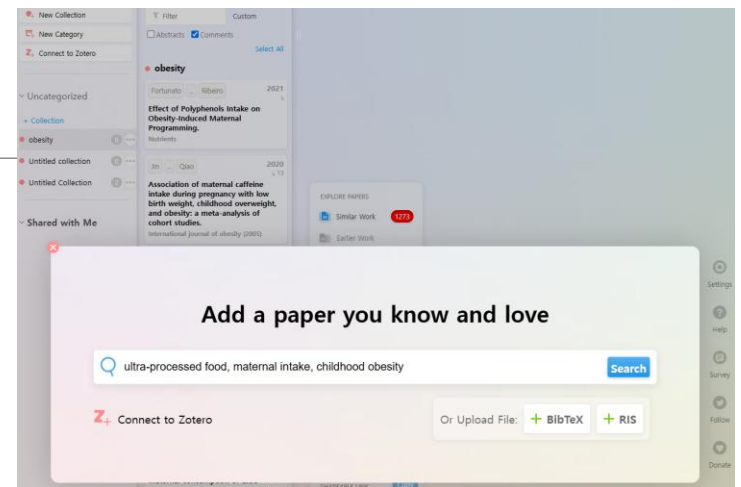 New Collection
New Category
Connect to Zotero
Uncategorized
+ Collection
obesity
Untitled collection
Untitled Collection
Shared with Me
Filter
Custom
Abstracts
Comments
Select All
obesity
Fortunato
..
Ribeiro
2021
Effect of Polyphenols Intake on
Obesity-Induced Maternal
Programming.
Nutrients
Jin
..
Qiao
2020
13
Association of maternal caffeine
intake during pregnancy with low
birth weight, childhood overweight,
and obesity: a meta-analysis of
cohort studies.
International journal of obesity (2005)
EXPLORE PAPERS
Similar Work
1273
Earlier Work
Add a paper you know and love
ultra-processed food, maternal intake, childhood obesity
Search
Z+ Connect to Zotero
Or Upload File:
+ BibTeX
+ RIS
Settings
Help
Survey
Follow
Donate